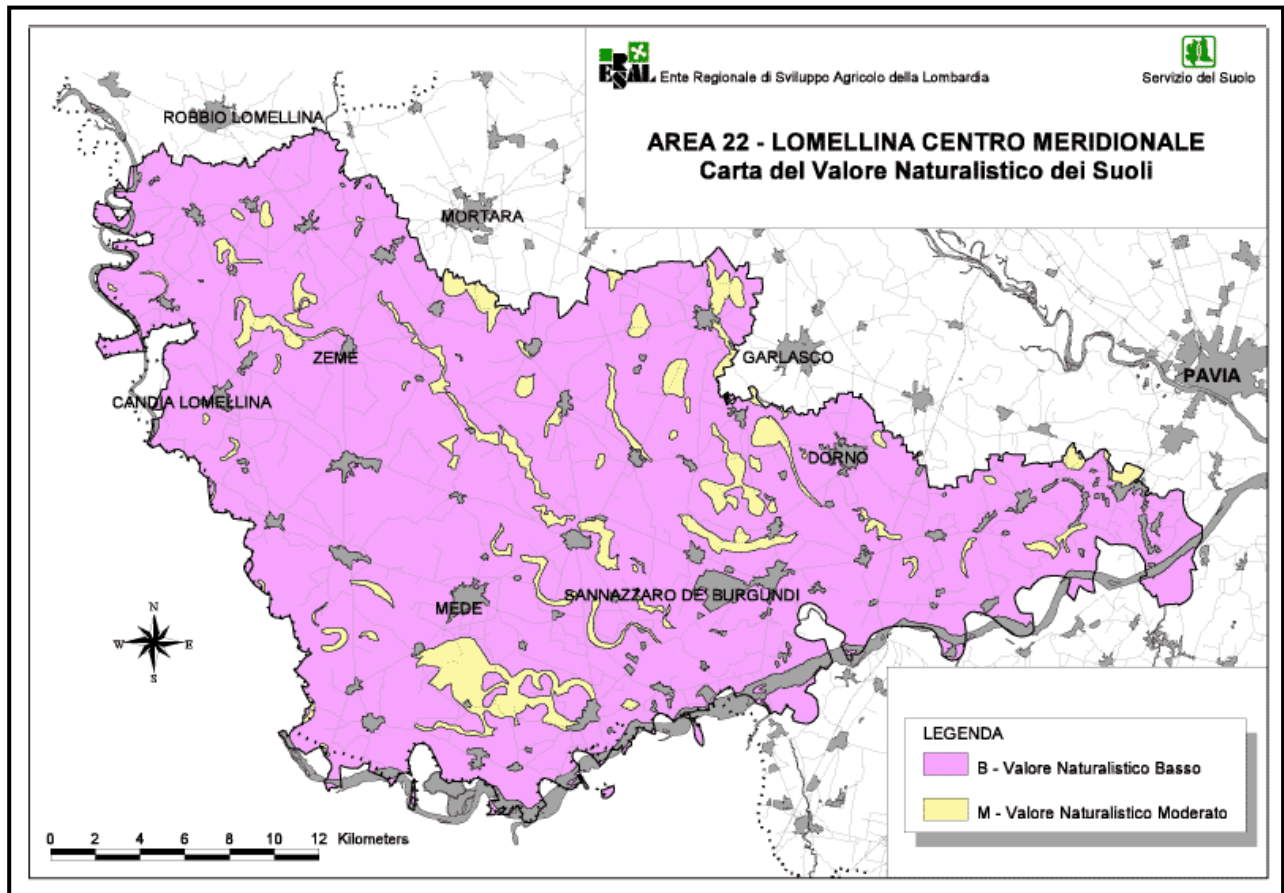 ERSAL Ente Regionale di Sviluppo Agricolo della Lombardia
Servizio del Suolo
AREA 22 - LOMELLINA CENTRO MERIDIONALE
Carta del Valore Naturalistico dei Suoli
ROBBIO LOMELLINA
MORTARA
GARLASCO
ZEME
PAVIA
CANDIA LOMELLINA
DORNO
SANNAZZARO DE' BURGUNDI
MEDE
N
W E
S
LEGENDA
B - Valore Naturalistico Basso
M - Valore Naturalistico Moderato
0 2 4 6 8 10 12 Kilometers